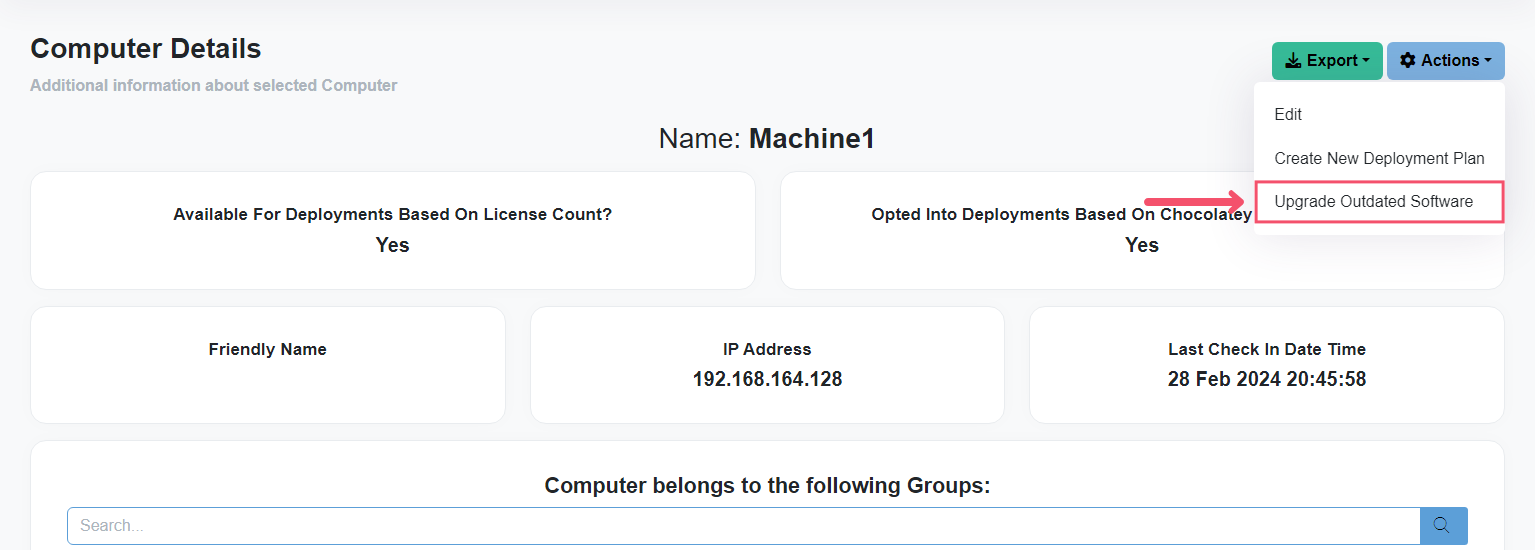 Computer Details
Additional information about selected Computer
Export
Actions
Edit
Create New Deployment Plan
Upgrade Outdated Software
Name: Machine1
Available For Deployments Based On License Count?
Yes
Opted Into Deployments Based On Chocolatey
Yes
Friendly Name
IP Address
192.168.164.128
Last Check In Date Time
28 Feb 2024 20:45:58
Computer belongs to the following Groups:
Search...